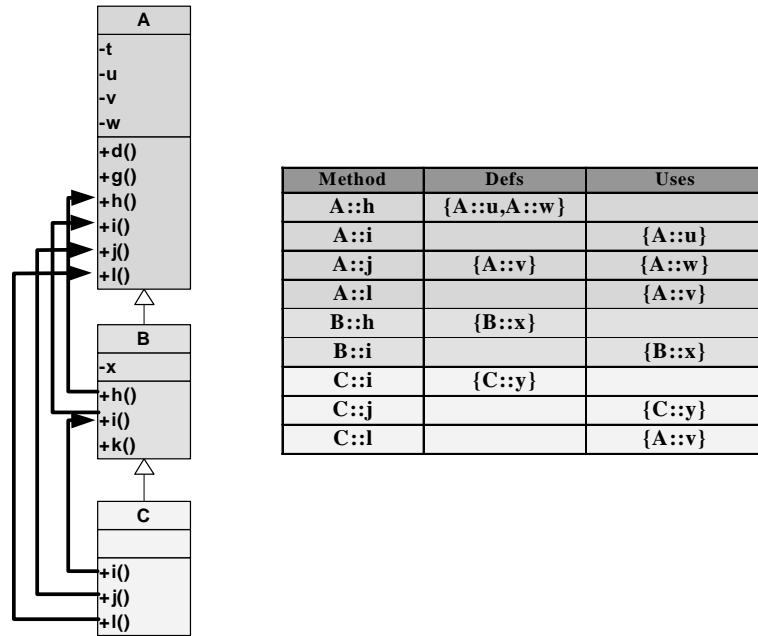 A
-t
-u
-v
-w
+d()
+g()
+h()
+i()
+j()
+l()
B
-x
+h()
+i()
+k()
C
+i()
+j()
+l()
Method Defs Uses
A::h {A::u,A::w}
A::i {A::u}
A::j {A::v} {A::w}
A::l {A::v}
B::h {B::x}
B::i {B::x}
C::i {C::y}
C::j {C::y}
C::l {A::v}